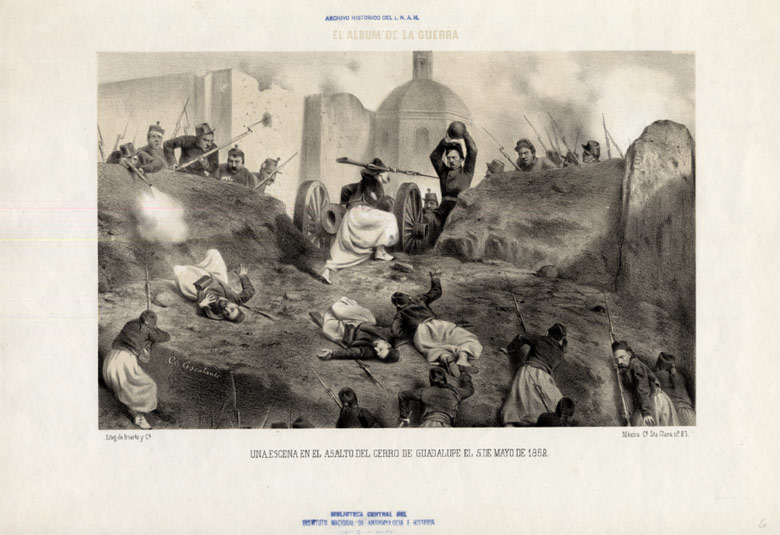 ARCHIVO HISTORICO DEL I. N. A. H.
EL ALBUM DE LA GUERRA
C. Escalante
Litog. de Iriarte y Cª.
México. Cª. Sta. Clara nº. 23.
UNA ESCENA EN EL ASALTO DEL CERRO DE GUADALUPE EL 5 DE MAYO DE 1862.
BIBLIOTECA CENTRAL DEL
INSTITUTO NACIONAL DE ANTROPOLOGIA E HISTORIA
6